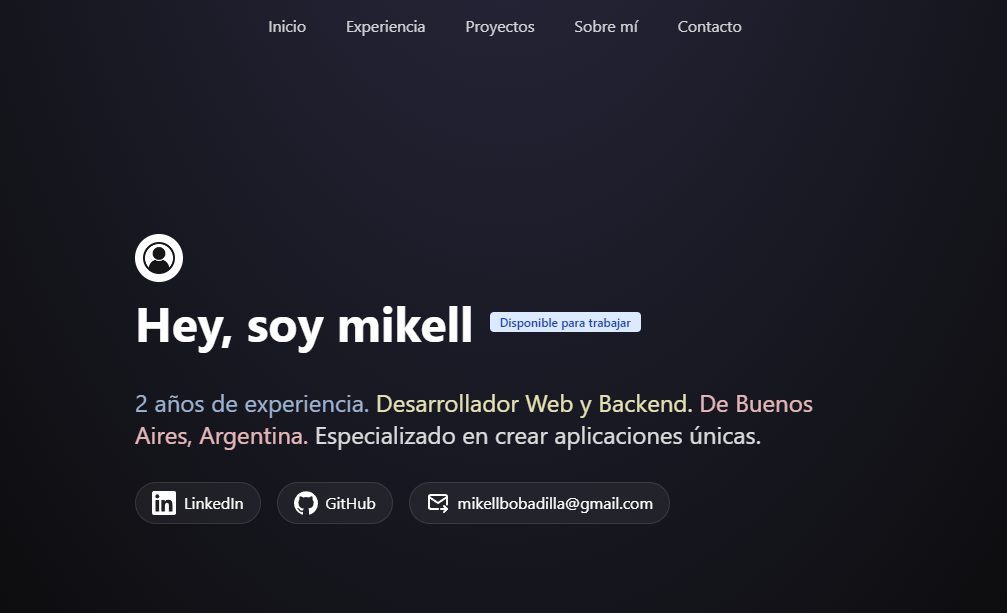 Inicio Experiencia Proyectos Sobre mí Contacto
Hey, soy mikell Disponible para trabajar
2 años de experiencia. Desarrollador Web y Backend. De Buenos
Aires, Argentina. Especializado en crear aplicaciones únicas.
LinkedIn GitHub mikellbobadilla@gmail.com